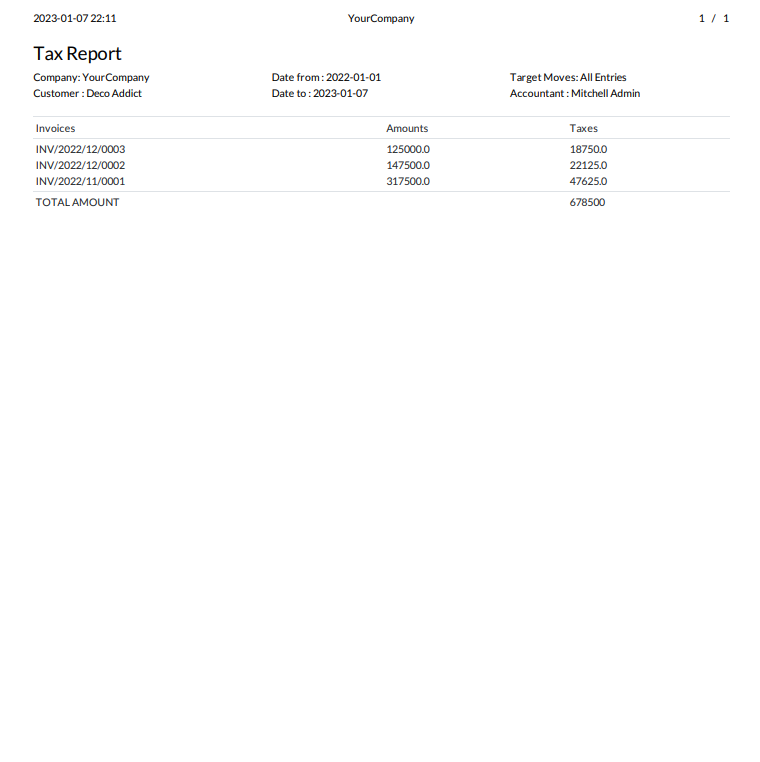 2023-01-07 22:11 YourCompany 1 / 1
Tax Report
Company: YourCompany Date from : 2022-01-01 Target Moves: All Entries
Customer : Deco Addict Date to : 2023-01-07 Accountant : Mitchell Admin
Invoices Amounts Taxes
INV/2022/12/0003 125000.0 18750.0
INV/2022/12/0002 147500.0 22125.0
INV/2022/11/0001 317500.0 47625.0
TOTAL AMOUNT 678500